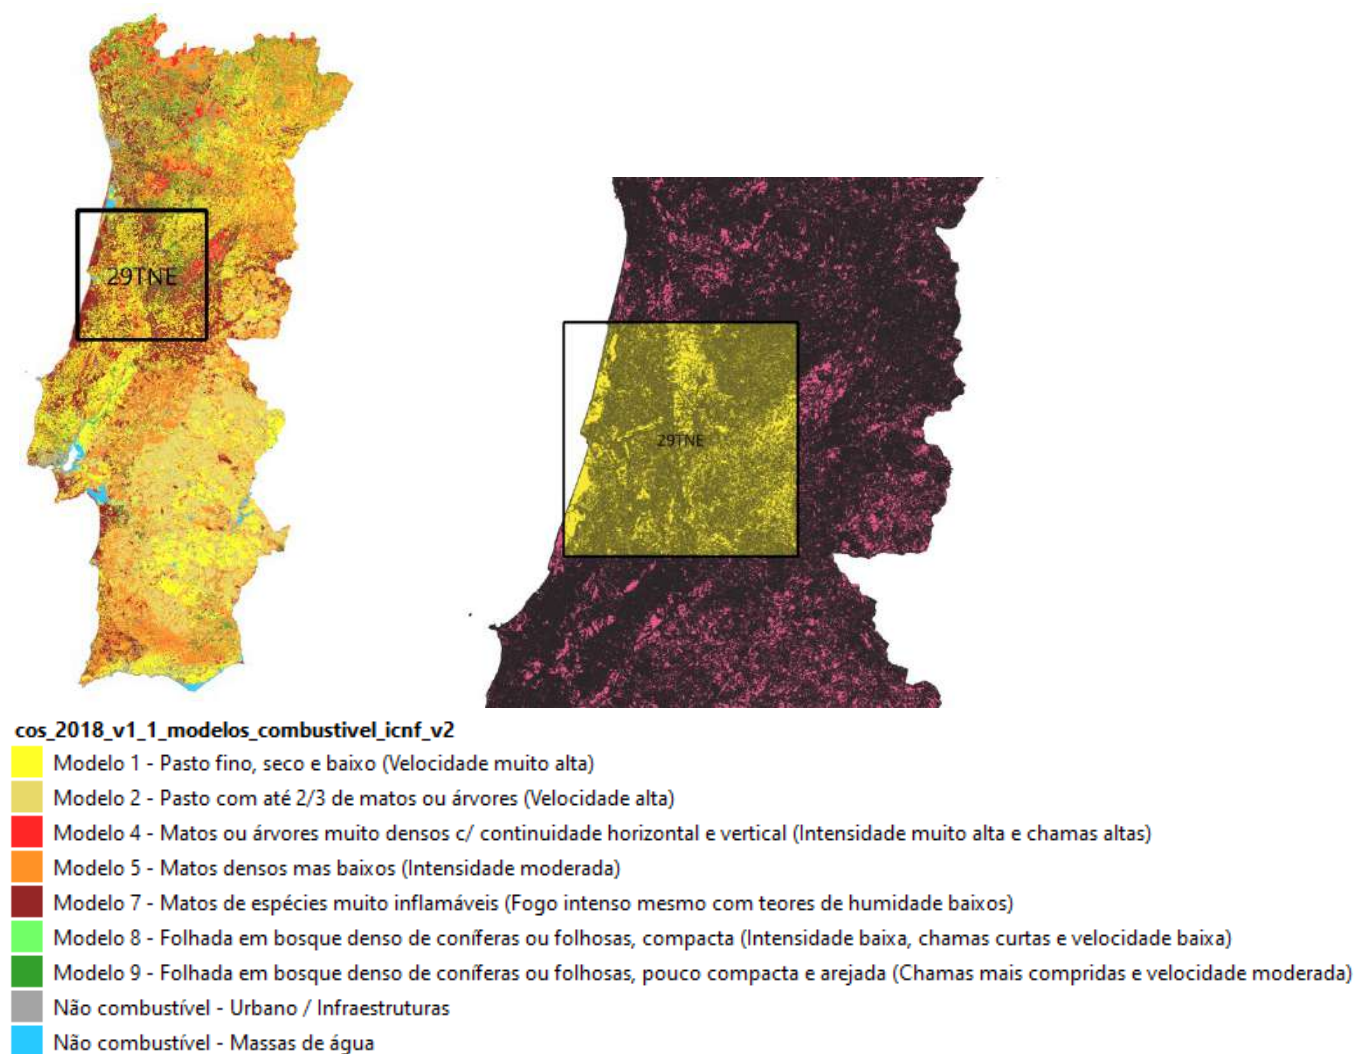 29TNE
29TNE
cos_2018_v1_1_modelos_combustivel_icnf_v2
Modelo 1 - Pasto fino, seco e baixo (Velocidade muito alta)
Modelo 2 - Pasto com até 2/3 de matos ou árvores (Velocidade alta)
Modelo 4 - Matos ou árvores muito densos c/ continuidade horizontal e vertical (Intensidade muito alta e chamas altas)
Modelo 5 - Matos densos mas baixos (Intensidade moderada)
Modelo 7 - Matos de espécies muito inflamáveis (Fogo intenso mesmo com teores de humidade baixos)
Modelo 8 - Folhada em bosque denso de coníferas ou folhosas, compacta (Intensidade baixa, chamas curtas e velocidade baixa)
Modelo 9 - Folhada em bosque denso de coníferas ou folhosas, pouco compacta e arejada (Chamas mais compridas e velocidade moderada)
Não combustível - Urbano / Infraestruturas
Não combustível - Massas de água